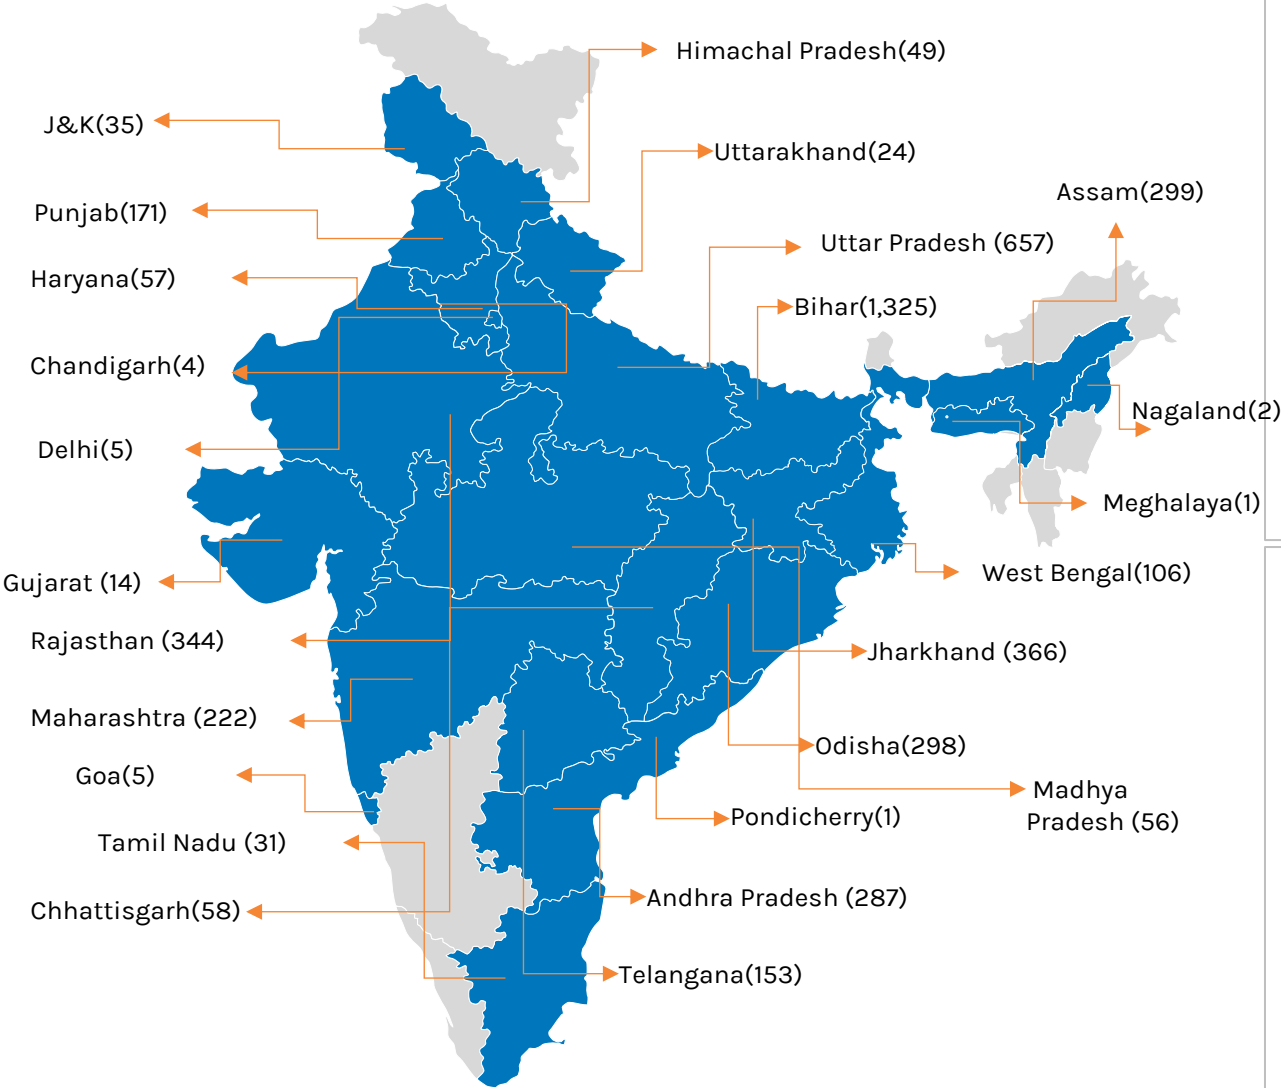 Himachal Pradesh(49)
J&K(35)
Uttarakhand(24)
Assam(299)
Punjab(171)
Uttar Pradesh (657)
Haryana(57)
Bihar(1,325)
Chandigarh(4)
Nagaland(2)
Delhi(5)
Meghalaya(1)
West Bengal(106)
Gujarat (14)
Rajasthan (344)
Jharkhand (366)
Maharashtra (222)
Odisha(298)
Goa(5)
Madhya
Pradesh (56)
Pondicherry(1)
Tamil Nadu (31)
Andhra Pradesh (287)
Chhattisgarh(58)
Telangana(153)